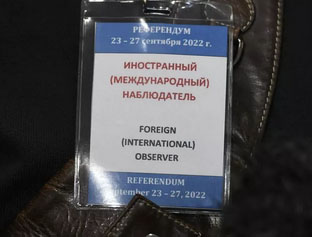 РЕФЕРЕНДУМ
23 – 27 сентября 2022 г.
ИНОСТРАННЫЙ
(МЕЖДУНАРОДНЫЙ)
НАБЛЮДАТЕЛЬ
FOREIGN
(INTERNATIONAL)
OBSERVER
REFERENDUM
September 23 - 27, 2022